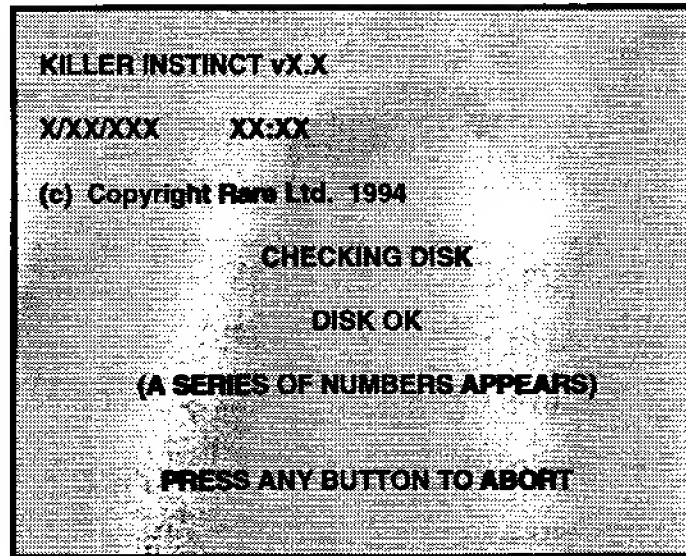 KILLER INSTINCT vX.X
X/XX/XXX XX:XX
(c) Copyright Rare Ltd. 1994
CHECKING DISK
DISK OK
(A SERIES OF NUMBERS APPEARS)
PRESS ANY BUTTON TO ABORT